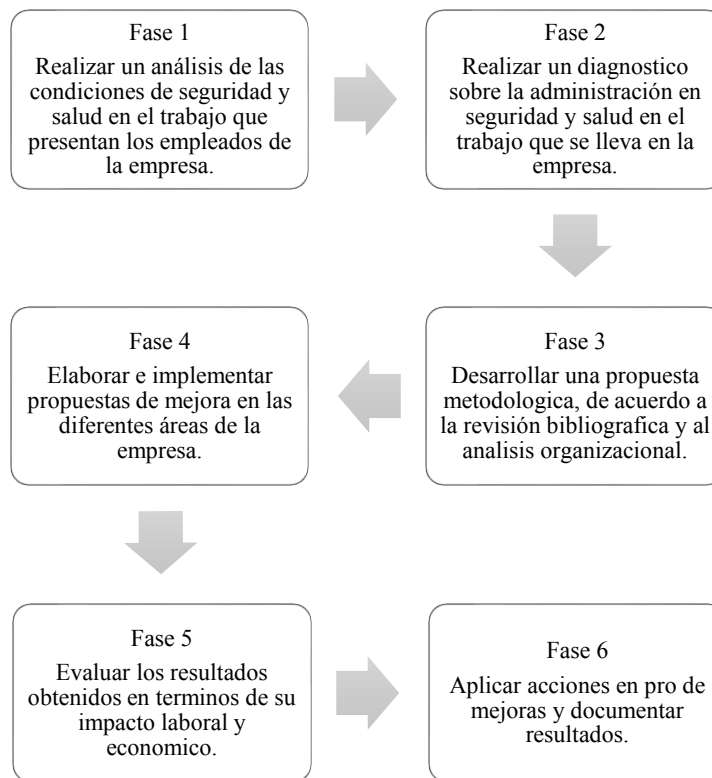 Fase 1
Realizar un análisis de las
condiciones de seguridad y
salud en el trabajo que
presentan los empleados de
la empresa.
Fase 2
Realizar un diagnostico
sobre la administración en
seguridad y salud en el
trabajo que se lleva en la
empresa.
Fase 3
Desarrollar una propuesta
metodologica, de acuerdo a
la revisión bibliografica y al
analisis organizacional.
Fase 4
Elaborar e implementar
propuestas de mejora en las
diferentes áreas de la
empresa.
Fase 5
Evaluar los resultados
obtenidos en terminos de su
impacto laboral y
economico.
Fase 6
Aplicar acciones en pro de
mejoras y documentar
resultados.